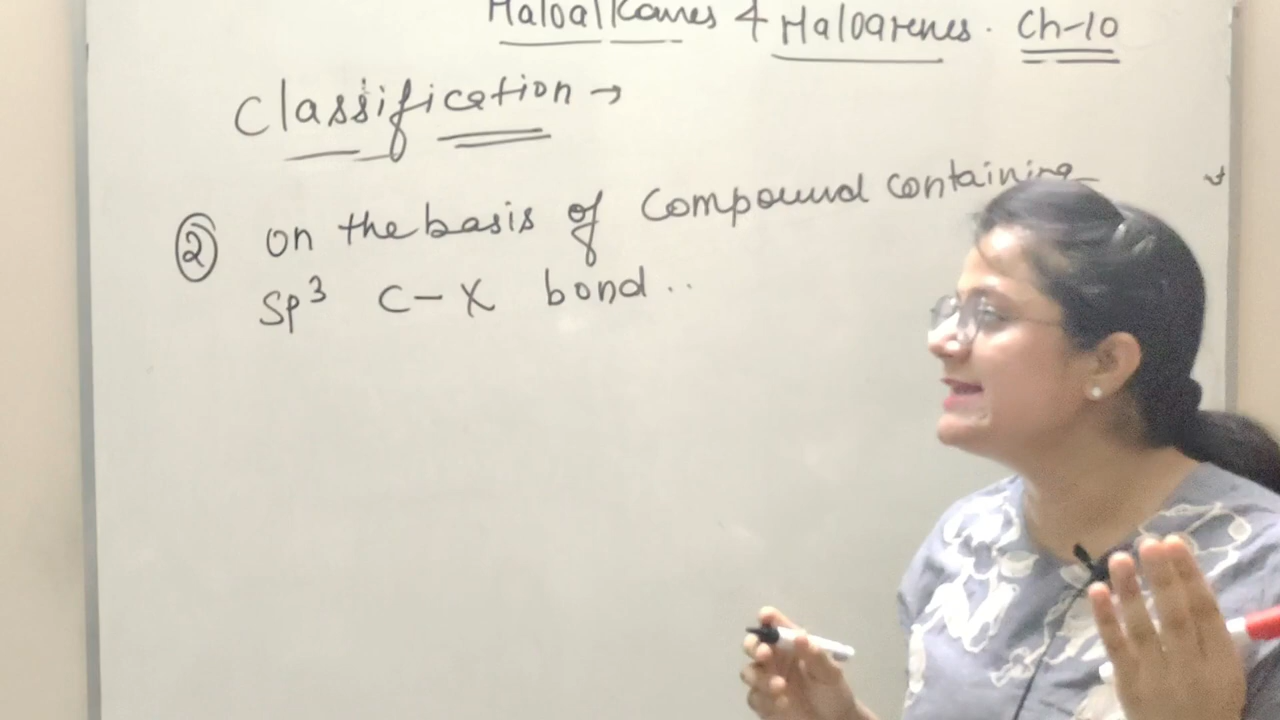 Haloalkanes & Haloarenes. Ch-10
Classification →
② on the basis of Compound containing
Sp³ C-X bond..